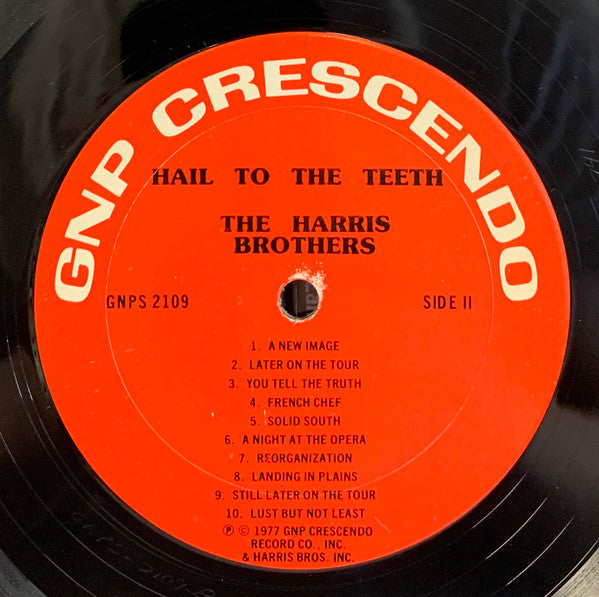 GNP CRESCENDO
HAIL TO THE TEETH
THE HARRIS
BROTHERS
GNPS 2109
SIDE II
1. A NEW IMAGE
2. LATER ON THE TOUR
3. YOU TELL THE TRUTH
4. FRENCH CHEF
5. SOLID SOUTH
6. A NIGHT AT THE OPERA
7. REORGANIZATION
8. LANDING IN PLAINS
9. STILL LATER ON THE TOUR
10. LUST BUT NOT LEAST
℗ © 1977 GNP CRESCENDO
RECORD CO., INC.
& HARRIS BROS. INC.